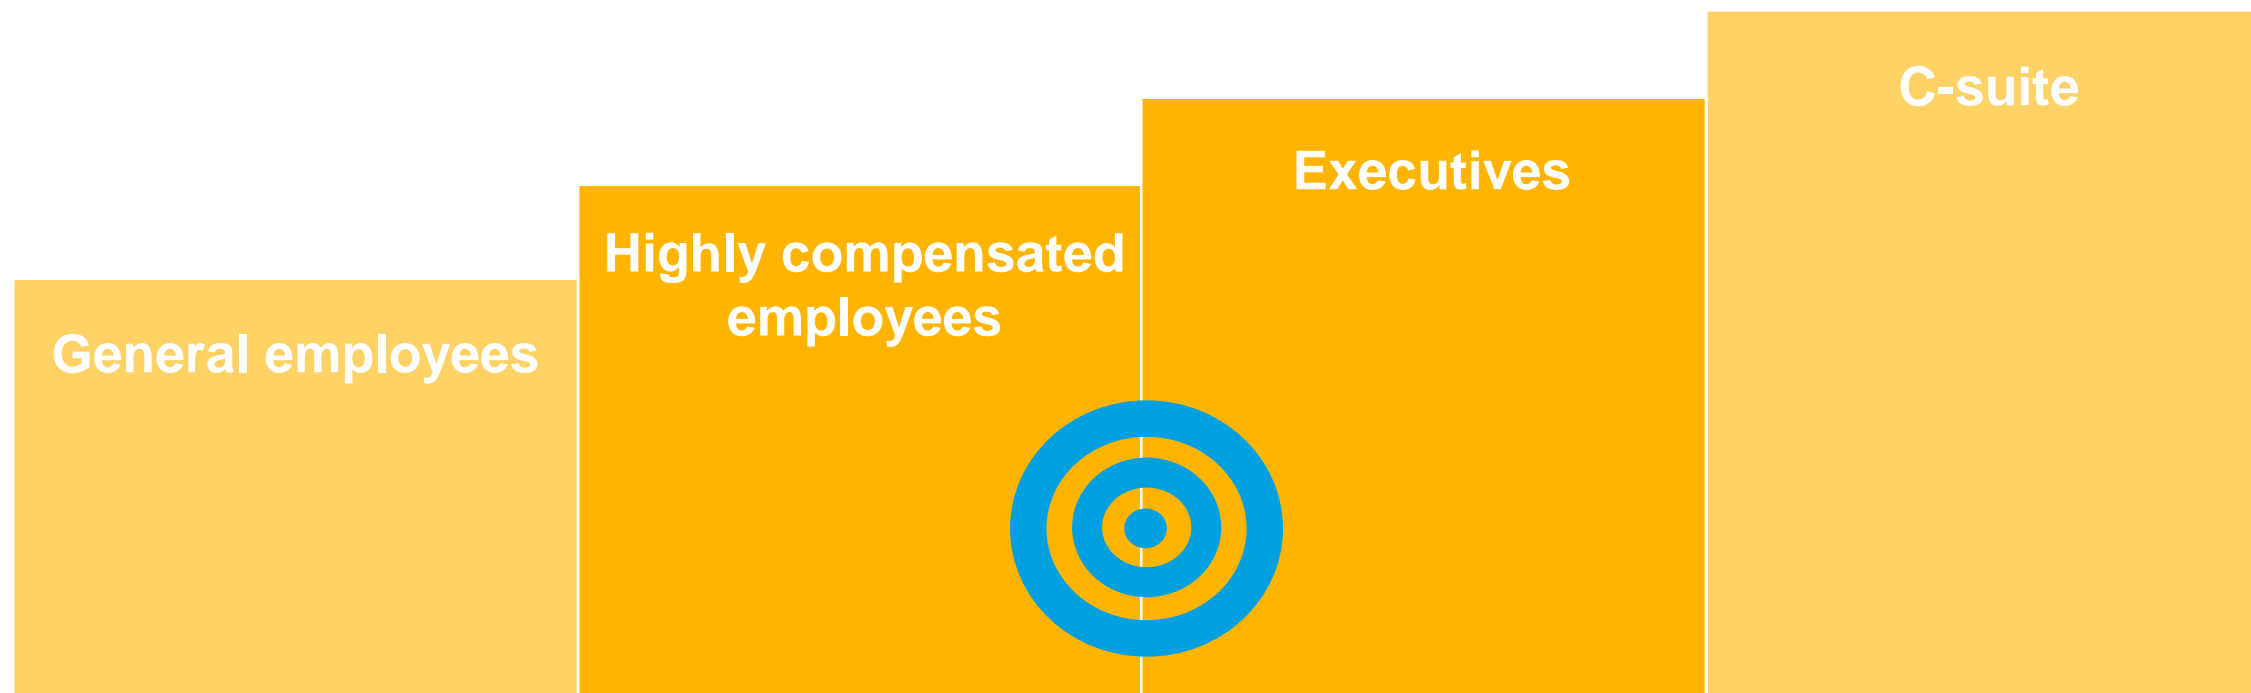 General employees
Highly compensated
employees
Executives
C-suite